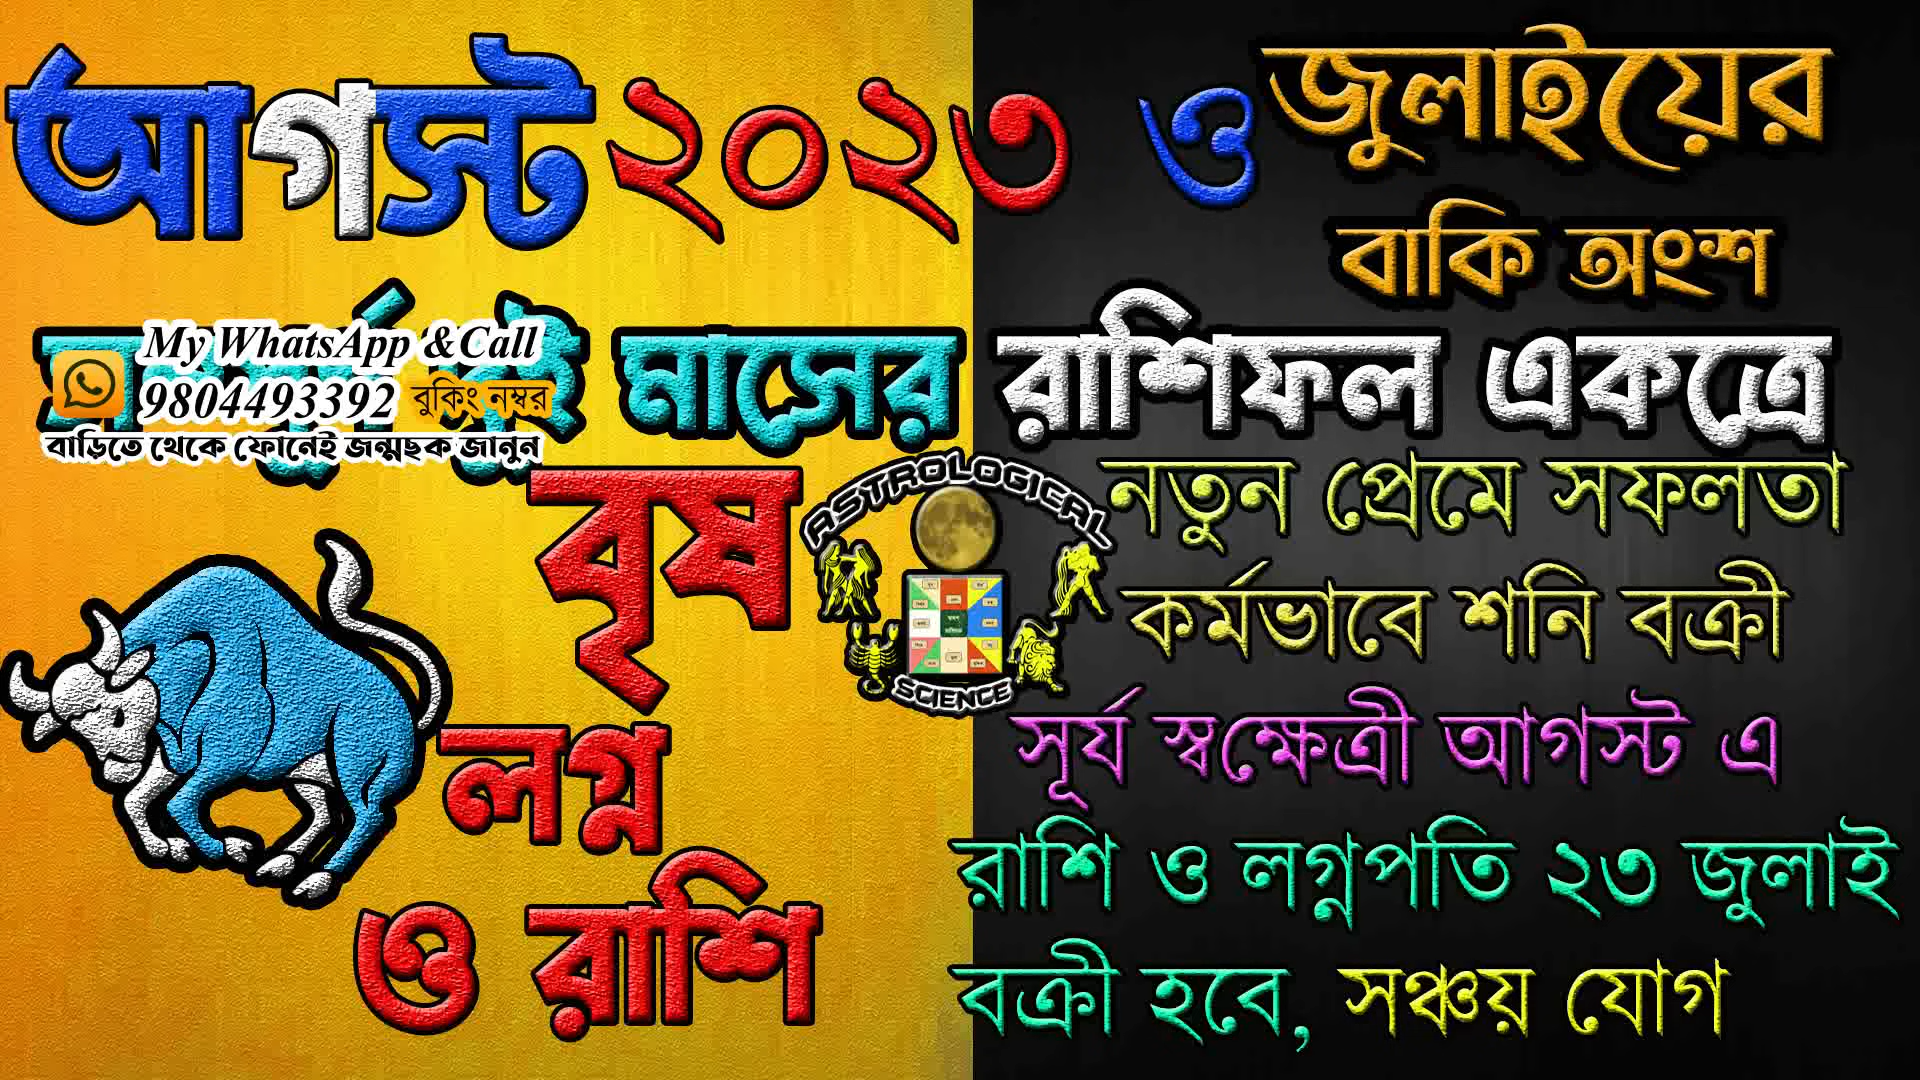 আগস্ট ২০২৩ ও জুলাইয়ের
বাকি অংশ
মাসের রাশিফল একত্রে
My WhatsApp &Call
9804493392 বুকিং নম্বর
বাড়িতে থেকে ফোনেই জন্মছক জানুন
বৃষ
লগ্ন
ও রাশি
ASTROLOGICAL
SCIENCE
নতুন প্রেমে সফলতা
কর্মভাবে শনি বক্রী
সূর্য স্বক্ষেত্রী আগস্ট এ
রাশি ও লগ্নপতি ২৩ জুলাই
বক্রী হবে, সঞ্চয় যোগ